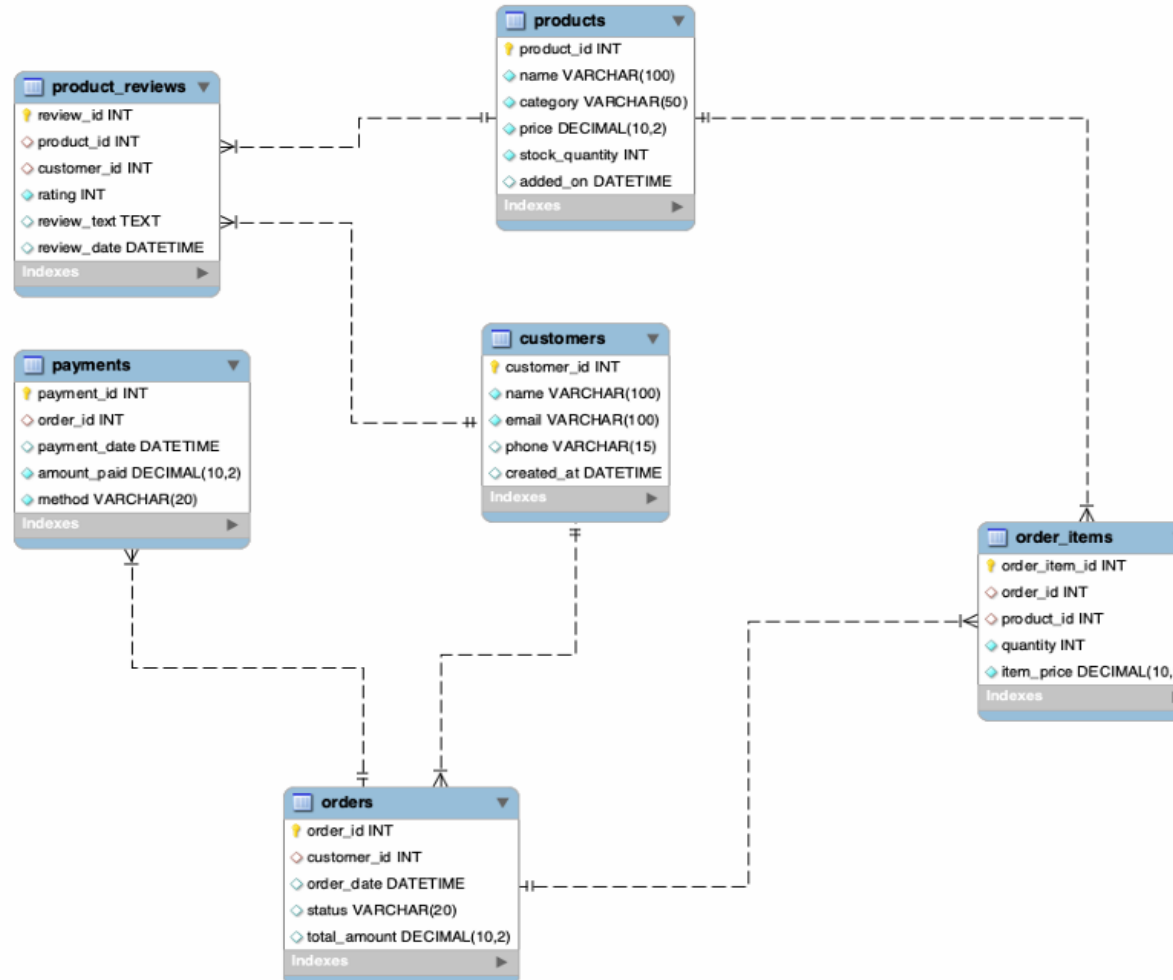 products
product_id INT
name VARCHAR(100)
category VARCHAR(50)
price DECIMAL(10,2)
stock_quantity INT
added_on DATETIME
Indexes
product_reviews
review_id INT
product_id INT
customer_id INT
rating INT
review_text TEXT
review_date DATETIME
Indexes
customers
customer_id INT
name VARCHAR(100)
email VARCHAR(100)
phone VARCHAR(15)
created_at DATETIME
Indexes
payments
payment_id INT
order_id INT
payment_date DATETIME
amount_paid DECIMAL(10,2)
method VARCHAR(20)
Indexes
order_items
order_item_id INT
order_id INT
product_id INT
quantity INT
item_price DECIMAL(10,
Indexes
orders
order_id INT
customer_id INT
order_date DATETIME
status VARCHAR(20)
total_amount DECIMAL(10,2)
Indexes